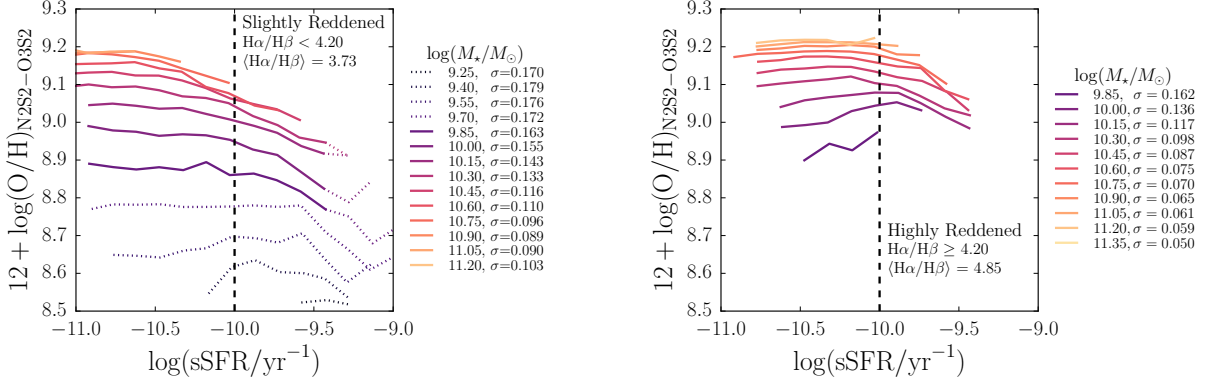 9.3
9.2
9.1
9.0
8.9
8.8
8.7
8.6
8.5
12 + log(O/H)N2S2−O3S2
−11.0 −10.5 −10.0 −9.5 −9.0
log(sSFR/yr−1)
Slightly Reddened
Hα/Hβ < 4.20
⟨Hα/Hβ⟩ = 3.73
log(M⋆/M⊙)
9.25, σ=0.170
9.40, σ=0.179
9.55, σ=0.176
9.70, σ=0.172
9.85, σ=0.163
10.00, σ=0.155
10.15, σ=0.143
10.30, σ=0.133
10.45, σ=0.116
10.60, σ=0.110
10.75, σ=0.096
10.90, σ=0.089
11.05, σ=0.090
11.20, σ=0.103
9.3
9.2
9.1
9.0
8.9
8.8
8.7
8.6
8.5
12 + log(O/H)N2S2−O3S2
−11.0 −10.5 −10.0 −9.5 −9.0
log(sSFR/yr−1)
Highly Reddened
Hα/Hβ ≥ 4.20
⟨Hα/Hβ⟩ = 4.85
log(M⋆/M⊙)
9.85, σ = 0.162
10.00, σ = 0.136
10.15, σ = 0.117
10.30, σ = 0.098
10.45, σ = 0.087
10.60, σ = 0.075
10.75, σ = 0.070
10.90, σ = 0.065
11.05, σ = 0.061
11.20, σ = 0.059
11.35, σ = 0.050